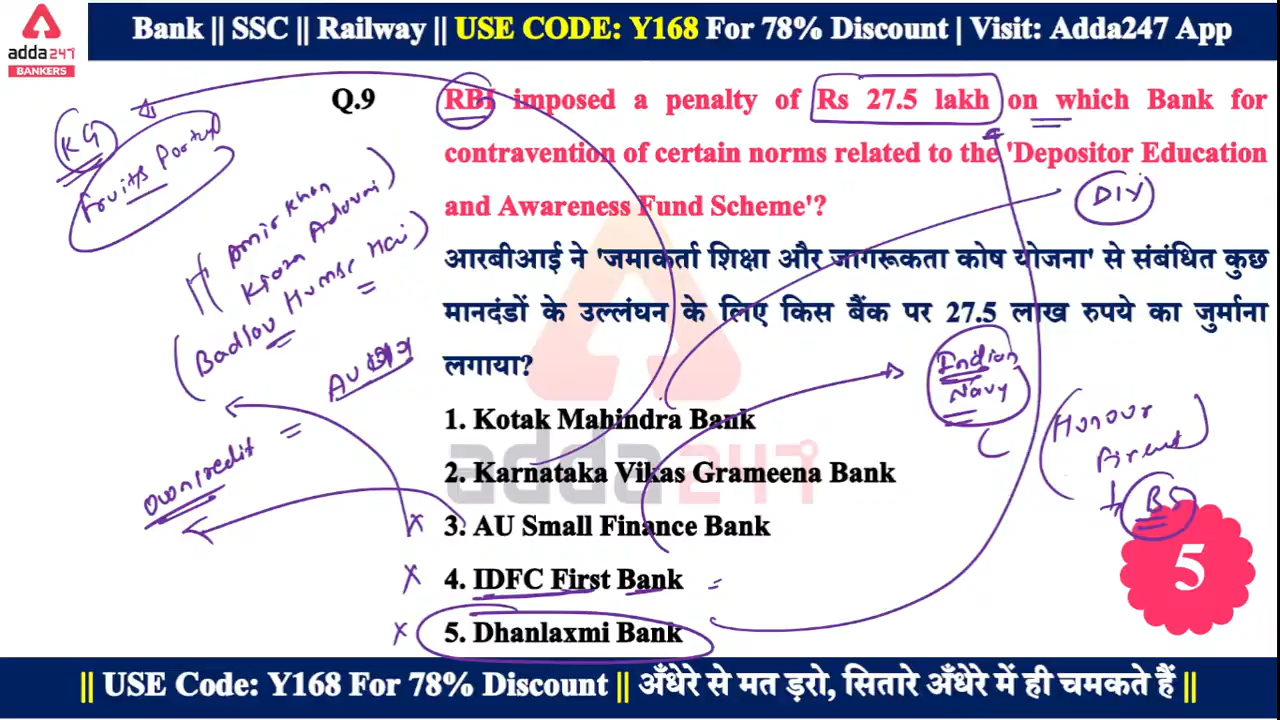 Bank || SSC || Railway || USE CODE: Y168 For 78% Discount | Visit: Adda247 App
adda247
BANKERS
Q.9 RBI imposed a penalty of Rs 27.5 lakh on which Bank for
contravention of certain norms related to the 'Depositor Education
and Awareness Fund Scheme'?
आरबीआई ने 'जमाकर्ता शिक्षा और जागरूकता कोष योजना' से संबंधित कुछ
मानदंडों के उल्लंघन के लिए किस बैंक पर 27.5 लाख रुपये का जुर्माना
लगाया?
1. Kotak Mahindra Bank
2. Karnataka Vikas Grameena Bank
3. AU Small Finance Bank
4. IDFC First Bank
5. Dhanlaxmi Bank
adda247
KG
Fruits Portal
Amir Khan
Kiara Advani
Badlav Humse Hai
AU
Own credit
DIY
Indian
Navy
Honour
First
5
|| USE Code: Y168 For 78% Discount || अँधेरे से मत ड़रो, सितारे अँधेरे में ही चमकते हैं ||